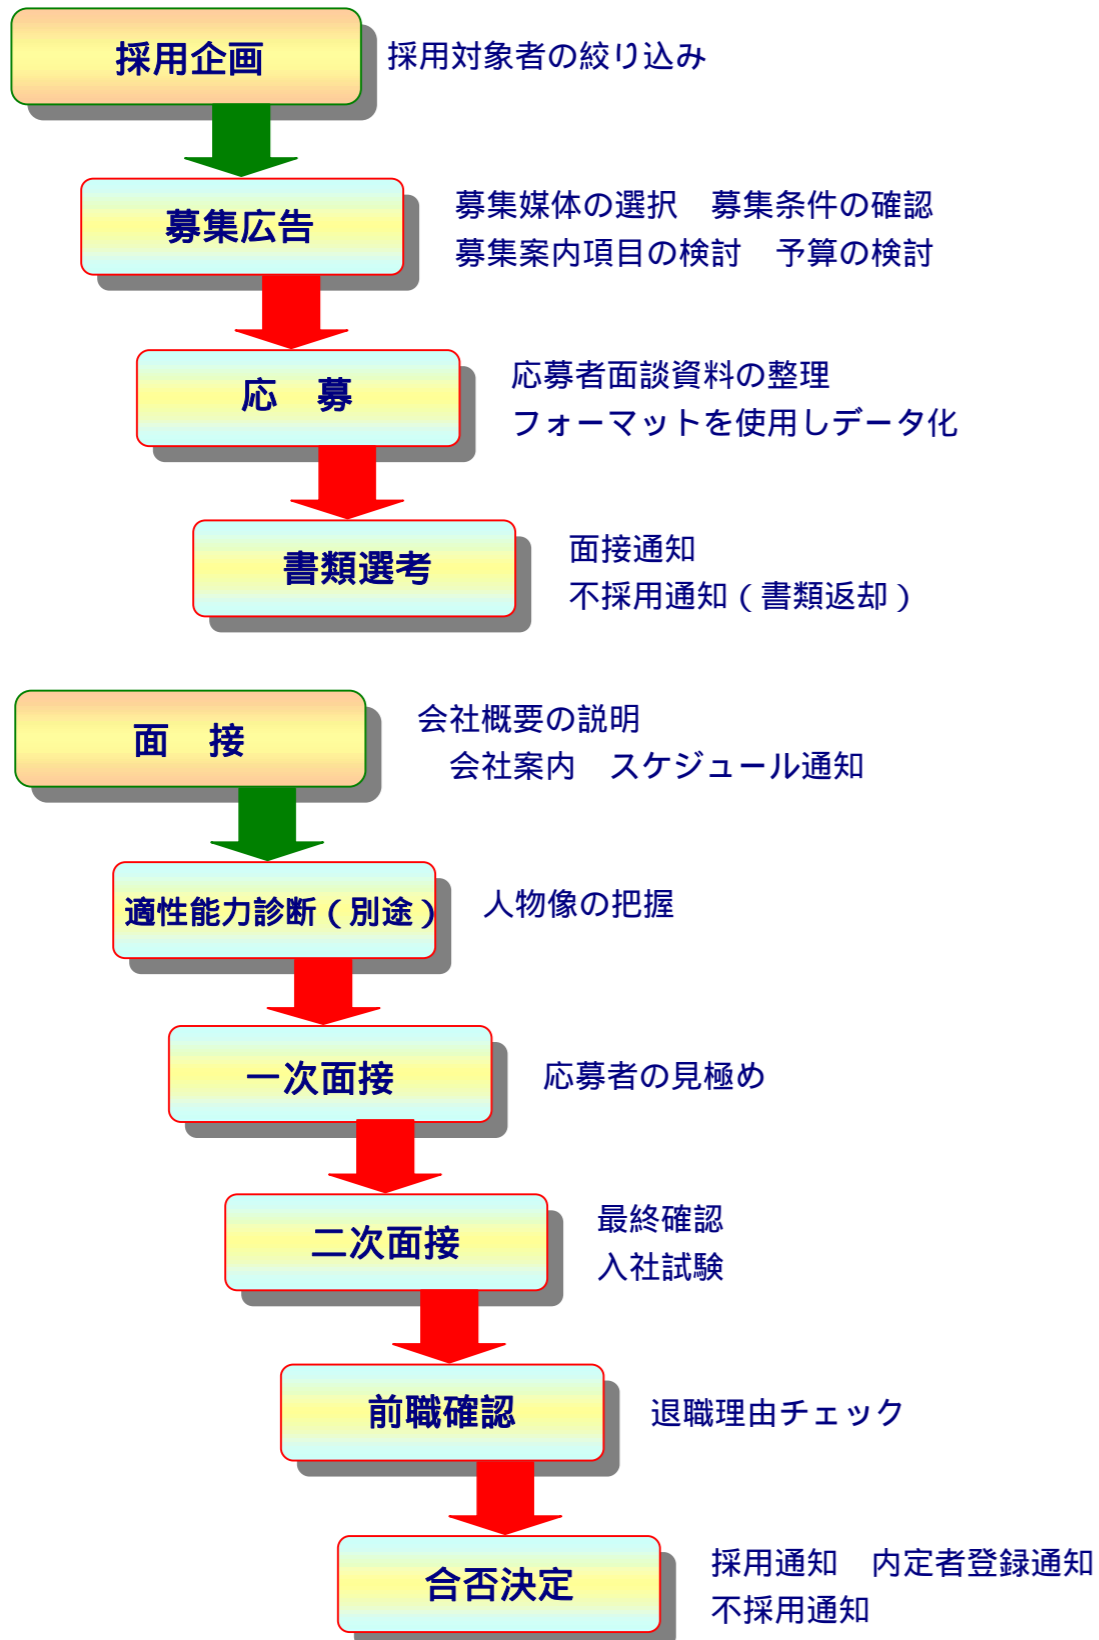 採用企画
採用対象者の絞り込み
募集広告
募集媒体の選択　募集条件の確認
募集案内項目の検討　予算の検討
応　募
応募者面談資料の整理
フォーマットを使用しデータ化
書類選考
面接通知
不採用通知（書類返却）
面　接
会社概要の説明
会社案内　スケジュール通知
適性能力診断（別途）
人物像の把握
一次面接
応募者の見極め
二次面接
最終確認
入社試験
前職確認
退職理由チェック
合否決定
採用通知　内定者登録通知
不採用通知